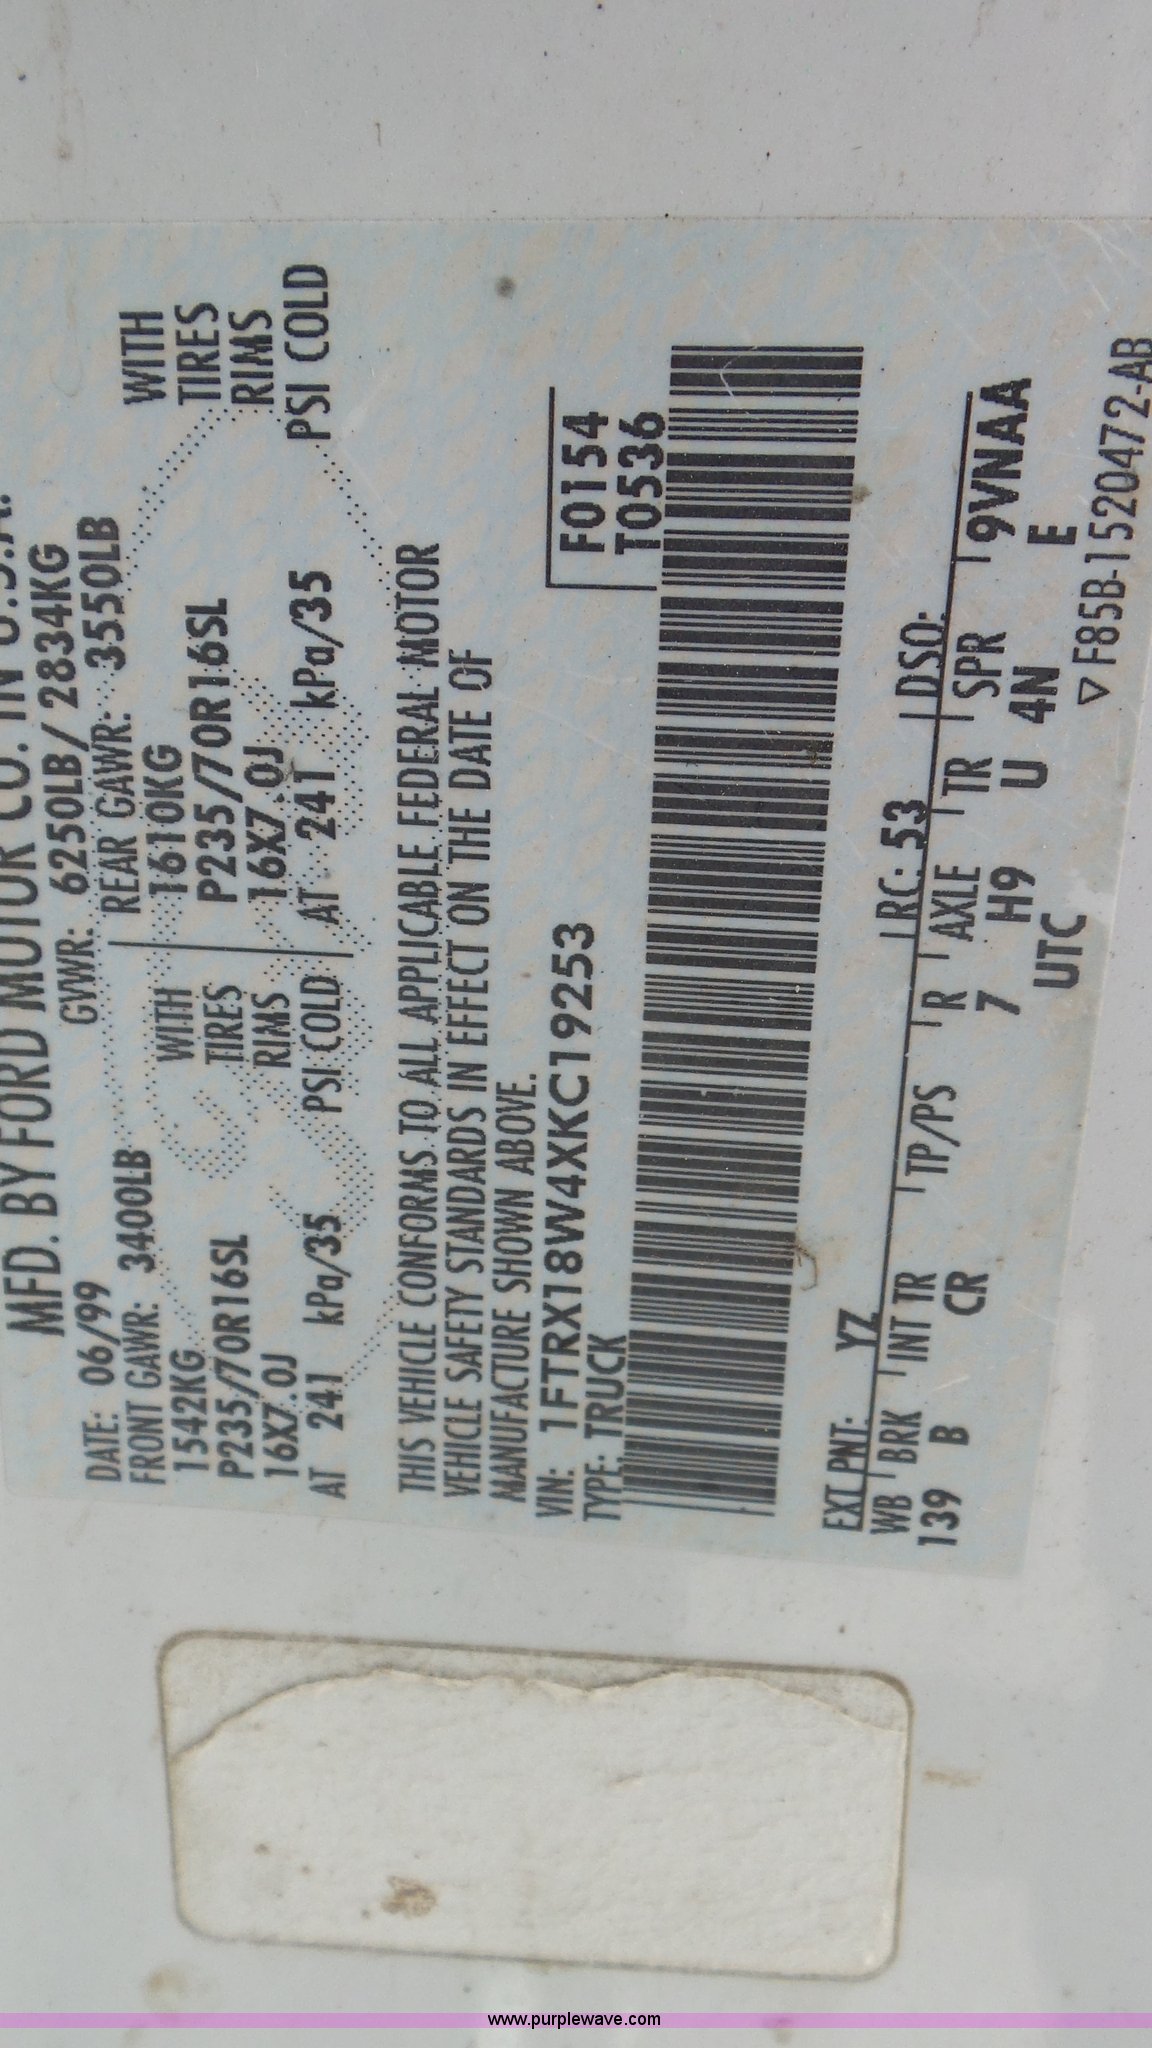 MFD. BY FORD MOTOR CO. IN U.S.A.
DATE: 06/99 GVWR: 6250LB/ 2834KG
FRONT GAWR: 3400LB REAR GAWR: 3550LB
1542KG WITH 1610KG WITH
P235/70R16SL TIRES P235/70R16SL TIRES
16X7.0J RIMS 16X7.0J RIMS
AT 241 kPa/35 PSI COLD AT 241 kPa/35 PSI COLD
THIS VEHICLE CONFORMS TO ALL APPLICABLE FEDERAL MOTOR
VEHICLE SAFETY STANDARDS IN EFFECT ON THE DATE OF
MANUFACTURE SHOWN ABOVE.
VIN: 1FTRX18W4XKC19253 F0154
TYPE: TRUCK T0536
EXT PNT: YZ RC: 53 DSO:
WB BRK INT TR TP/PS R AXLE TR SPR 9VNAA
139 B CR 7 H9 U 4N E
UTC
▽ F85B-1520472-AB
www.purplewave.com